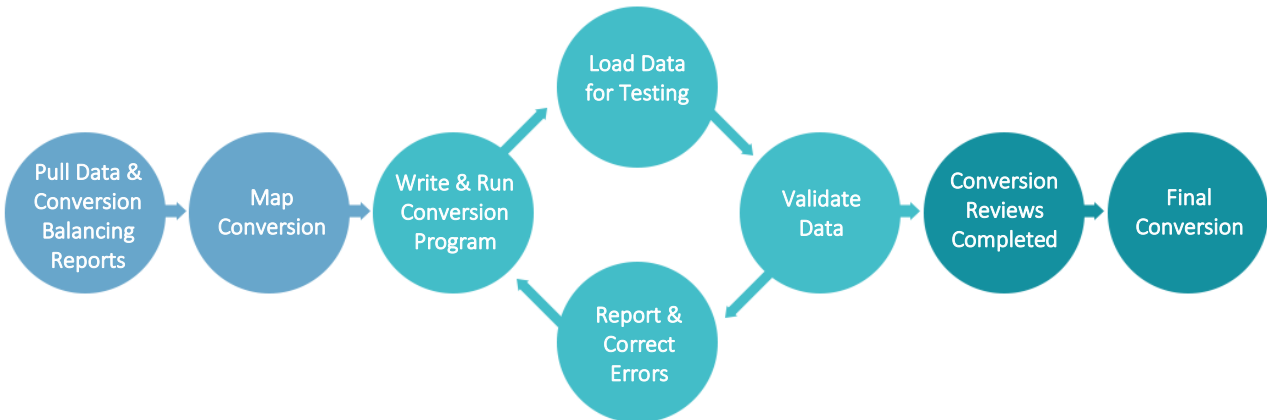 Pull Data &
Conversion
Balancing
Reports
Map
Conversion
Write & Run
Conversion
Program
Load Data
for Testing
Validate
Data
Report &
Correct
Errors
Conversion
Reviews
Completed
Final
Conversion